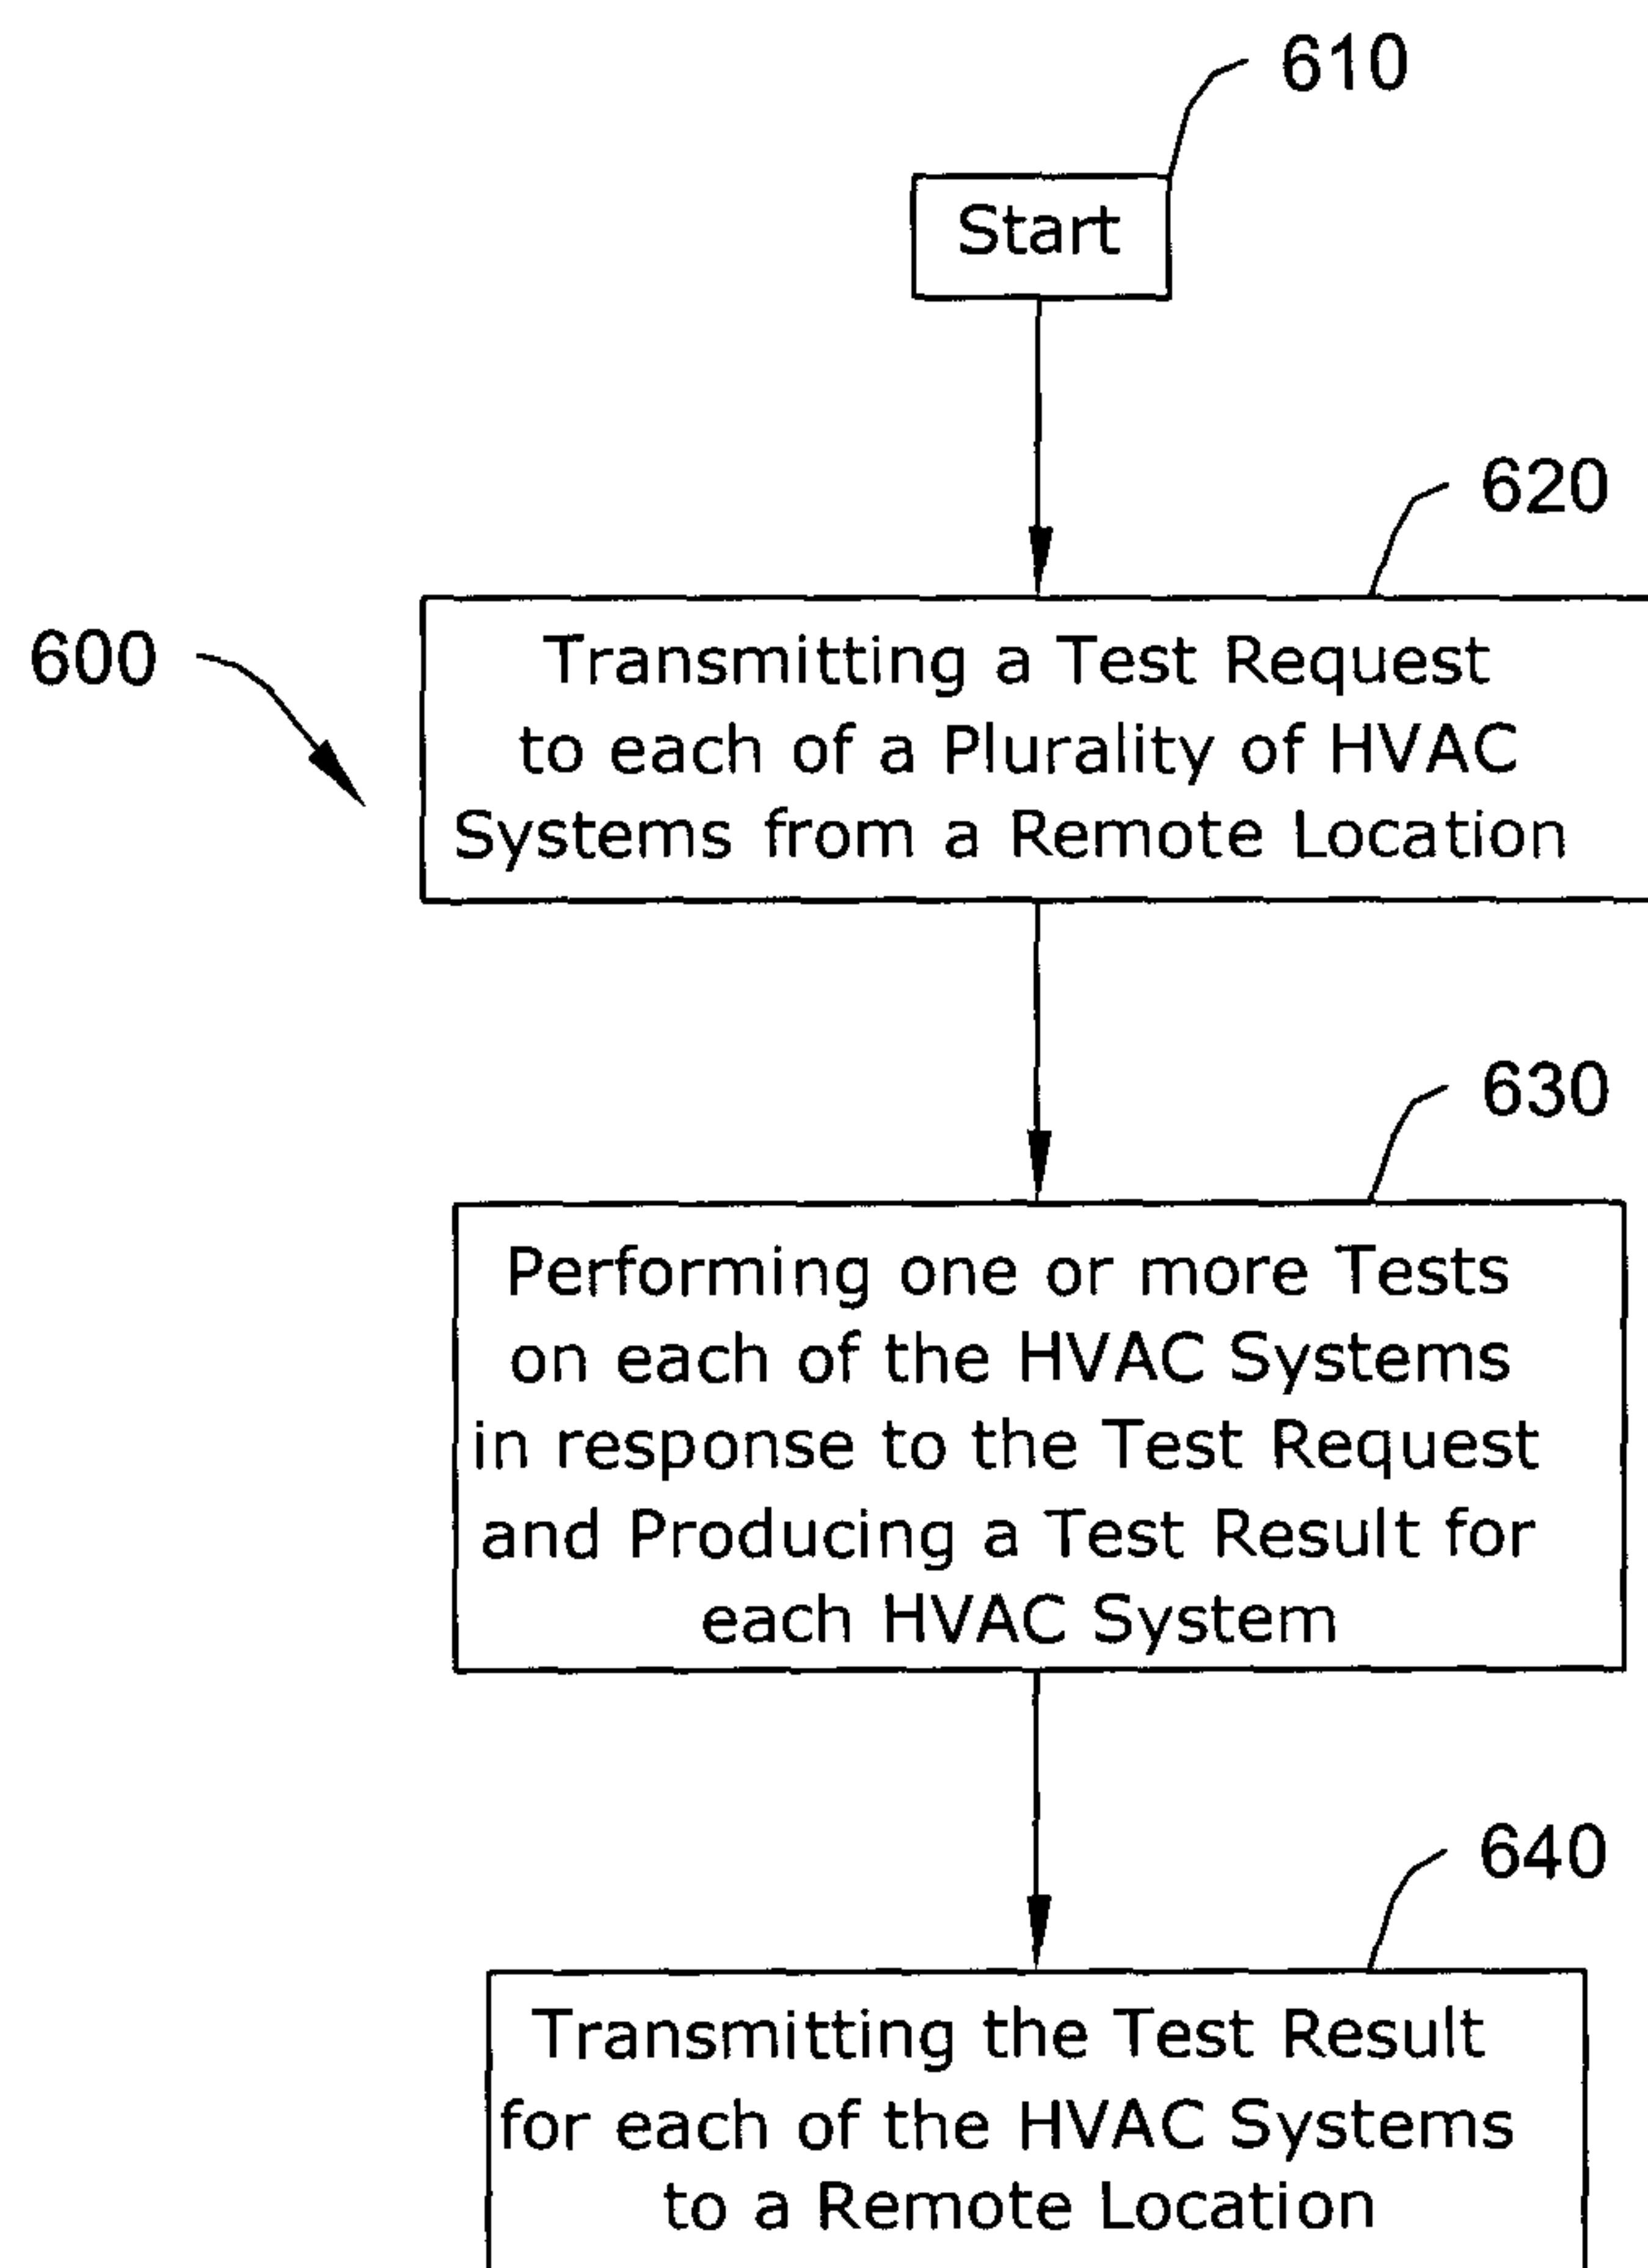 610
Start
620
600
Transmitting a Test Request
to each of a Plurality of HVAC
Systems from a Remote Location
630
Performing one or more Tests
on each of the HVAC Systems
in response to the Test Request
and Producing a Test Result for
each HVAC System
640
Transmitting the Test Result
for each of the HVAC Systems
to a Remote Location